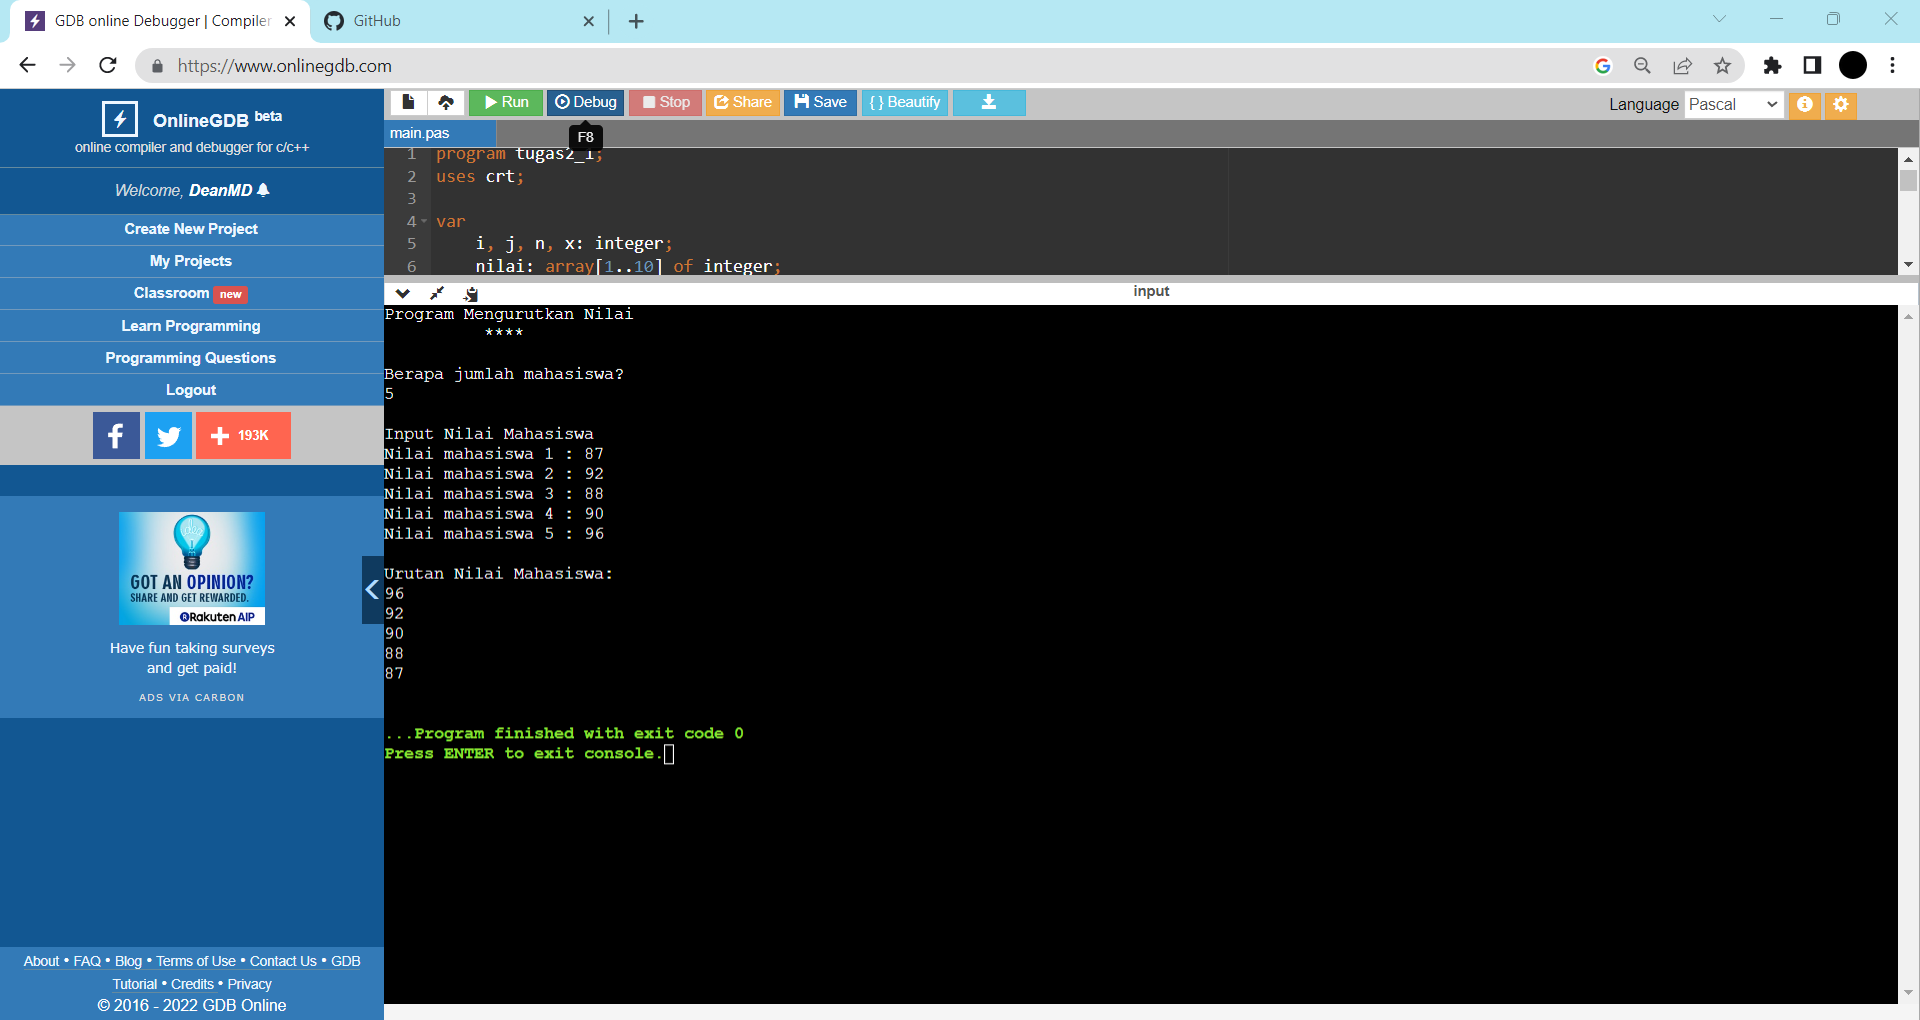 GDB online Debugger | Compiler
GitHub
https://www.onlinegdb.com
OnlineGDB beta
online compiler and debugger for c/c++
Welcome, DeanMD
Create New Project
My Projects
Classroom new
Learn Programming
Programming Questions
Logout
193K
GOT AN OPINION?
SHARE AND GET REWARDED.
Rakuten AIP
Have fun taking surveys
and get paid!
ADS VIA CARBON
About • FAQ • Blog • Terms of Use • Contact Us • GDB
Tutorial • Credits • Privacy
© 2016 - 2022 GDB Online
Run Debug Stop Share Save {} Beautify
Language Pascal
main.pas
F8
1 program tugas2_1;
2 uses crt;
3
4 var
5 i, j, n, x: integer;
6 nilai: array[1..10] of integer;
input
Program Mengurutkan Nilai
****
Berapa jumlah mahasiswa?
5
Input Nilai Mahasiswa
Nilai mahasiswa 1 : 87
Nilai mahasiswa 2 : 92
Nilai mahasiswa 3 : 88
Nilai mahasiswa 4 : 90
Nilai mahasiswa 5 : 96
Urutan Nilai Mahasiswa:
96
92
90
88
87
...Program finished with exit code 0
Press ENTER to exit console.